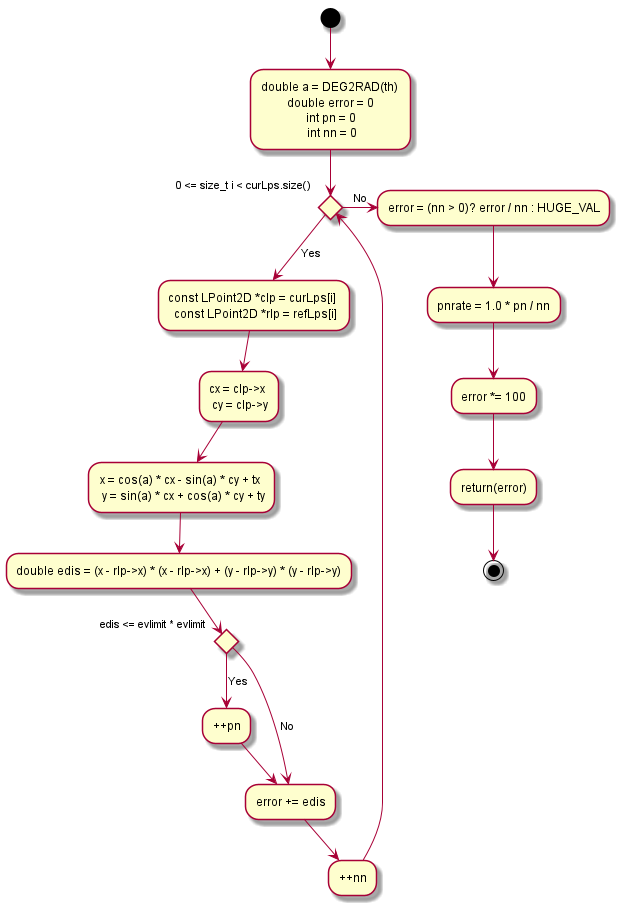 double a = DEG2RAD(th)
double error = 0
int pn = 0
int nn = 0
0 <= size_t i < curLps.size()
No
error = (nn > 0)? error / nn : HUGE_VAL
Yes
const LPoint2D *clp = curLps[i]
const LPoint2D *rlp = refLps[i]
pnrate = 1.0 * pn / nn
cx = clp->x
cy = clp->y
error *= 100
x = cos(a) * cx - sin(a) * cy + tx
y = sin(a) * cx + cos(a) * cy + ty
return(error)
double edis = (x - rlp->x) * (x - rlp->x) + (y - rlp->y) * (y - rlp->y)
edis <= evlimit * evlimit
Yes
++pn
No
error += edis
++nn